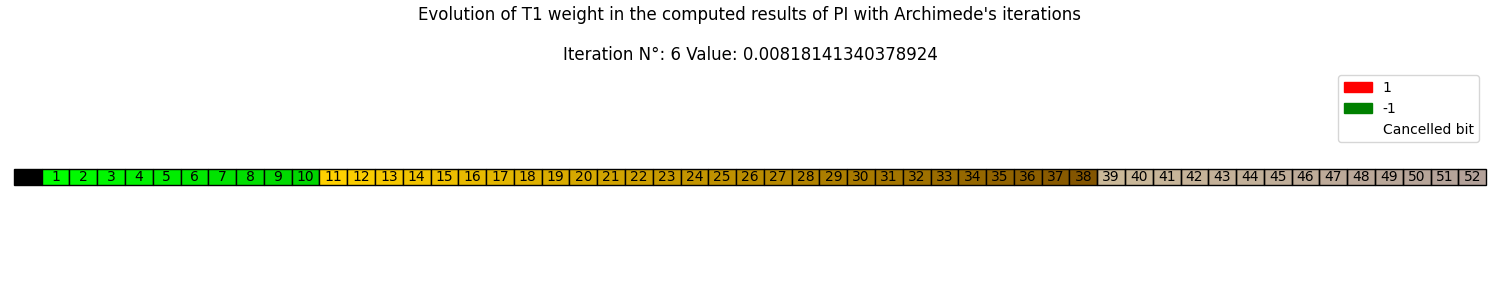 Evolution of T1 weight in the computed results of PI with Archimede's iterations
Iteration N°: 6 Value: 0.00818141340378924
1
-1
Cancelled bit
1 2 3 4 5 6 7 8 9 10 11 12 13 14 15 16 17 18 19 20 21 22 23 24 25 26 27 28 29 30 31 32 33 34 35 36 37 38 39 40 41 42 43 44 45 46 47 48 49 50 51 52